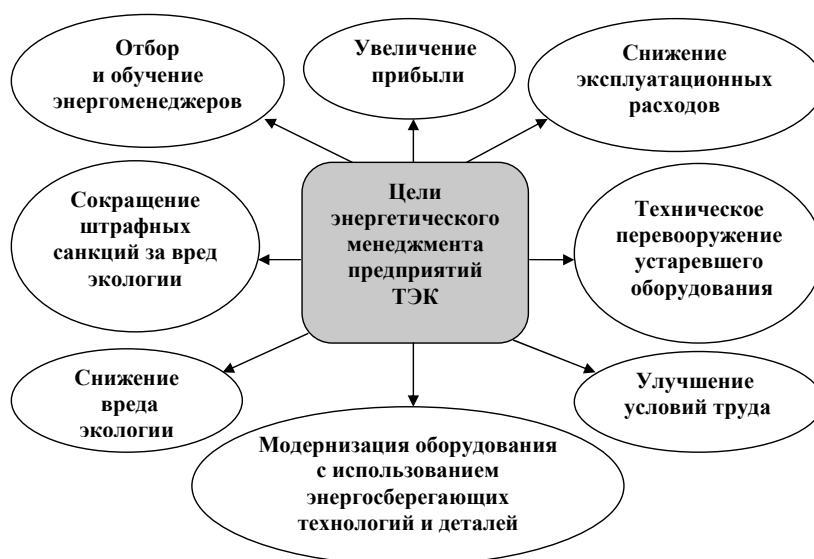 Отбор
и обучение
энергоменеджеров
Увеличение
прибыли
Снижение
эксплуатационных
расходов
Сокращение
штрафных
санкций за вред
экологии
Цели
энергетического
менеджмента
предприятий
ТЭК
Техническое
перевооружение
устаревшего
оборудования
Снижение
вреда
экологии
Модернизация оборудования
с использованием
энергосберегающих
технологий и деталей
Улучшение
условий труда